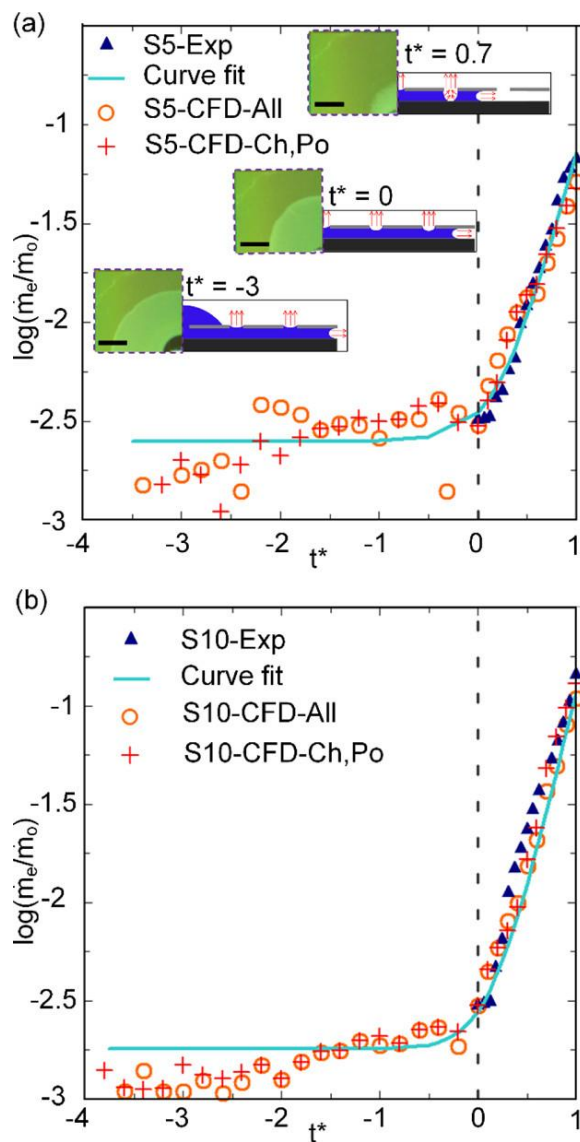 (a)
S5-Exp
Curve fit
S5-CFD-All
S5-CFD-Ch,Po
t* = 0.7
t* = 0
t* = -3
-1
-1.5
-2
-2.5
-3
log(ṁe/ṁo)
-4 -3 -2 -1 0 1
t*
(b)
S10-Exp
Curve fit
S10-CFD-All
S10-CFD-Ch,Po
-1
-1.5
-2
-2.5
-3
log(ṁe/ṁo)
-4 -3 -2 -1 0 1
t*